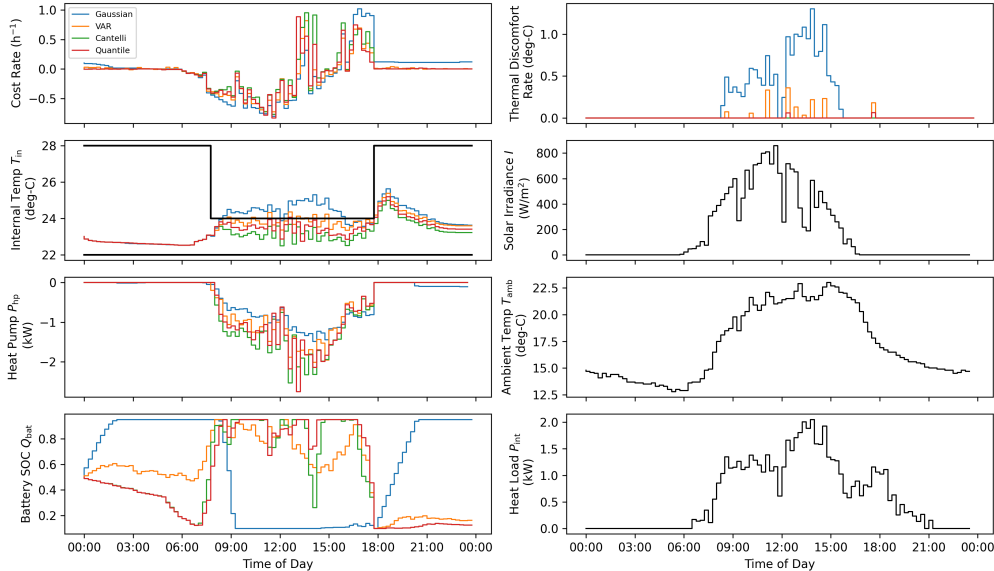 Cost Rate (h⁻¹)
1.0
0.5
0.0
−0.5
Gaussian
VAR
Cantelli
Quantile
Thermal Discomfort
Rate (deg-C)
1.0
0.5
0.0
Internal Temp T_in
(deg-C)
28
26
24
22
Solar Irradiance I
(W/m²)
800
600
400
200
0
Heat Pump P_hp
(kW)
0
−1
−2
Ambient Temp T_amb
(deg-C)
22.5
20.0
17.5
15.0
12.5
Battery SOC Q_bat
0.8
0.6
0.4
0.2
00:00 03:00 06:00 09:00 12:00 15:00 18:00 21:00 00:00
Time of Day
Heat Load P_int
(kW)
2.0
1.5
1.0
0.5
0.0
00:00 03:00 06:00 09:00 12:00 15:00 18:00 21:00 00:00
Time of Day